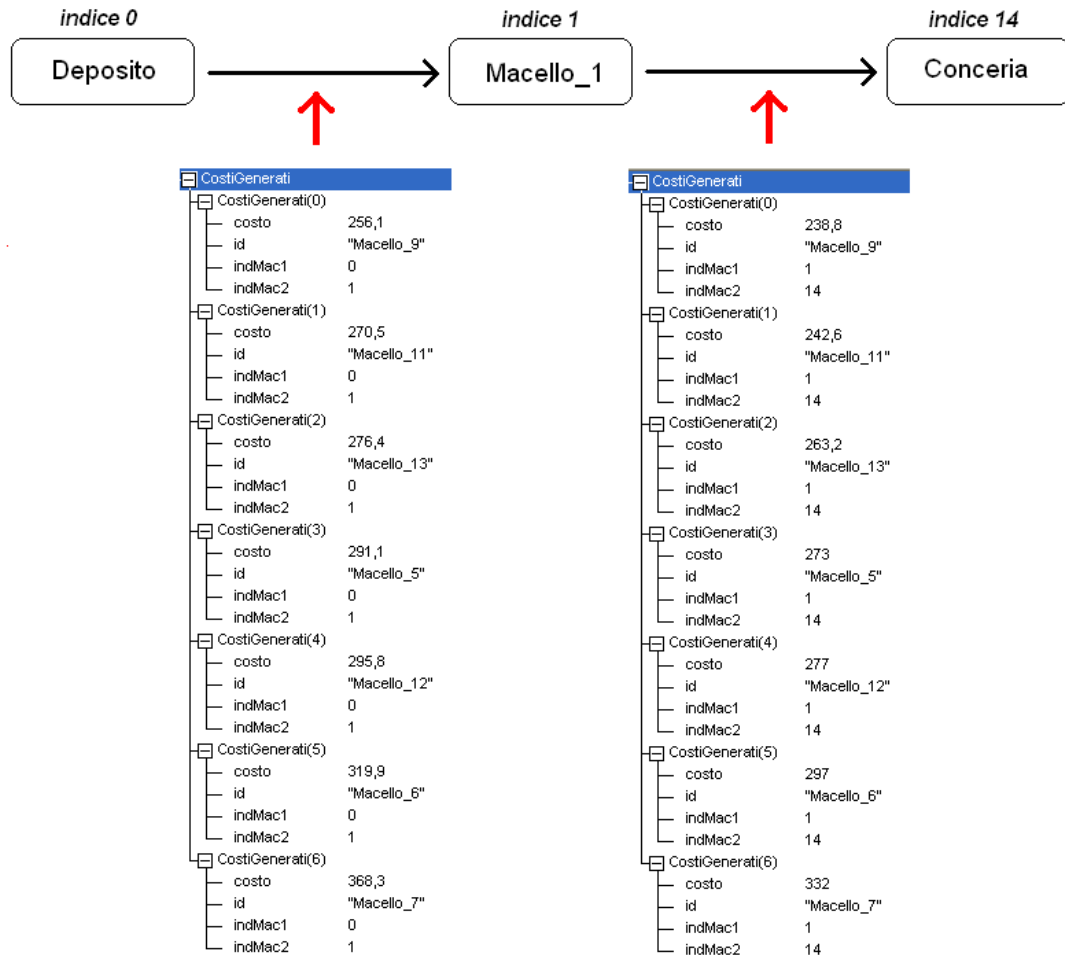 indice 0
indice 1
indice 14
Deposito
Macello_1
Conceria
CostiGenerati
CostiGenerati(0)
costo 256,1
id "Macello_9"
indMac1 0
indMac2 1
CostiGenerati(1)
costo 270,5
id "Macello_11"
indMac1 0
indMac2 1
CostiGenerati(2)
costo 276,4
id "Macello_13"
indMac1 0
indMac2 1
CostiGenerati(3)
costo 291,1
id "Macello_5"
indMac1 0
indMac2 1
CostiGenerati(4)
costo 295,8
id "Macello_12"
indMac1 0
indMac2 1
CostiGenerati(5)
costo 319,9
id "Macello_6"
indMac1 0
indMac2 1
CostiGenerati(6)
costo 368,3
id "Macello_7"
indMac1 0
indMac2 1
CostiGenerati
CostiGenerati(0)
costo 238,8
id "Macello_9"
indMac1 1
indMac2 14
CostiGenerati(1)
costo 242,6
id "Macello_11"
indMac1 1
indMac2 14
CostiGenerati(2)
costo 263,2
id "Macello_13"
indMac1 1
indMac2 14
CostiGenerati(3)
costo 273
id "Macello_5"
indMac1 1
indMac2 14
CostiGenerati(4)
costo 277
id "Macello_12"
indMac1 1
indMac2 14
CostiGenerati(5)
costo 297
id "Macello_6"
indMac1 1
indMac2 14
CostiGenerati(6)
costo 332
id "Macello_7"
indMac1 1
indMac2 14